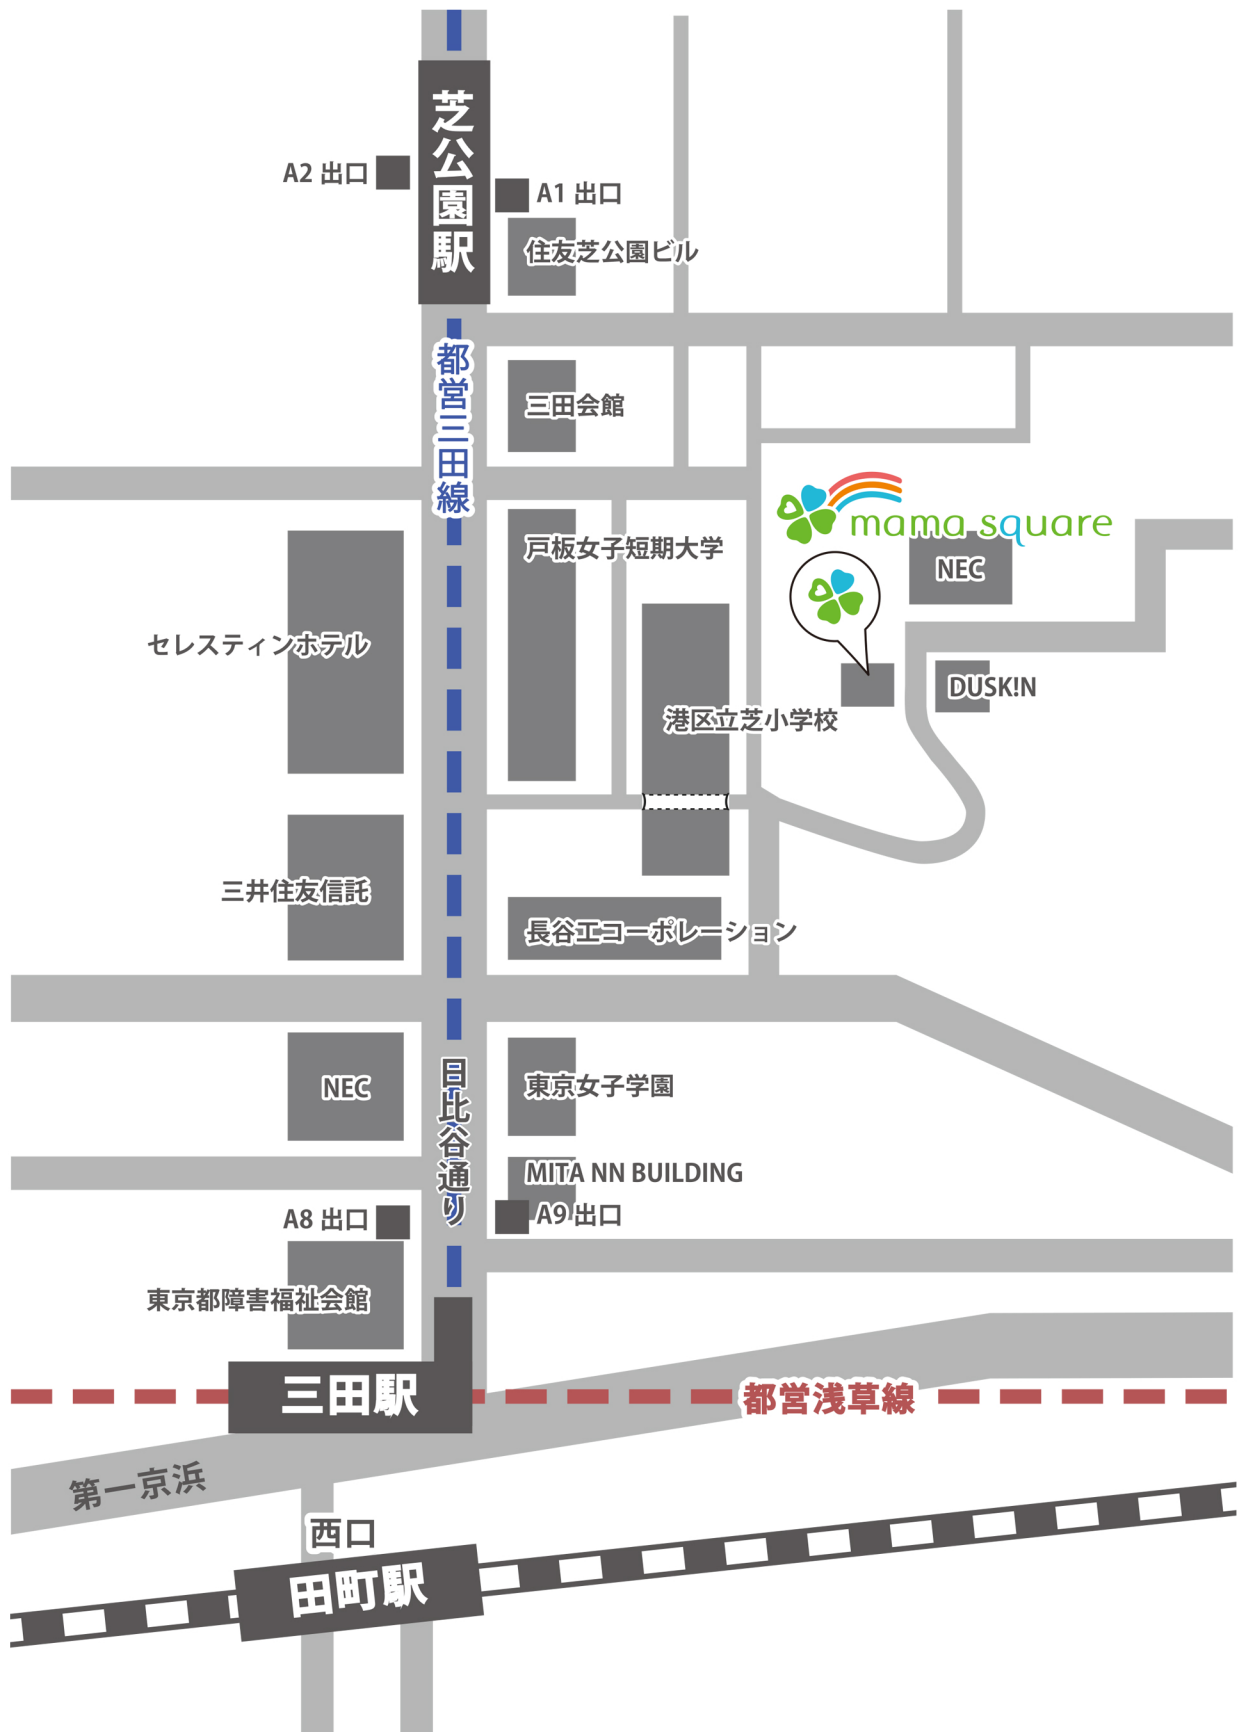 芝公園駅
A2 出口
A1 出口
住友芝公園ビル
都営三田線
三田会館
mama square
戸板女子短期大学
NEC
セレスティンホテル
DUSK!N
港区立芝小学校
三井住友信託
長谷工コーポレーション
NEC
東京女子学園
日比谷通り
MITA NN BUILDING
A8 出口
A9 出口
東京都障害福祉会館
三田駅
都営浅草線
第一京浜
西口
田町駅